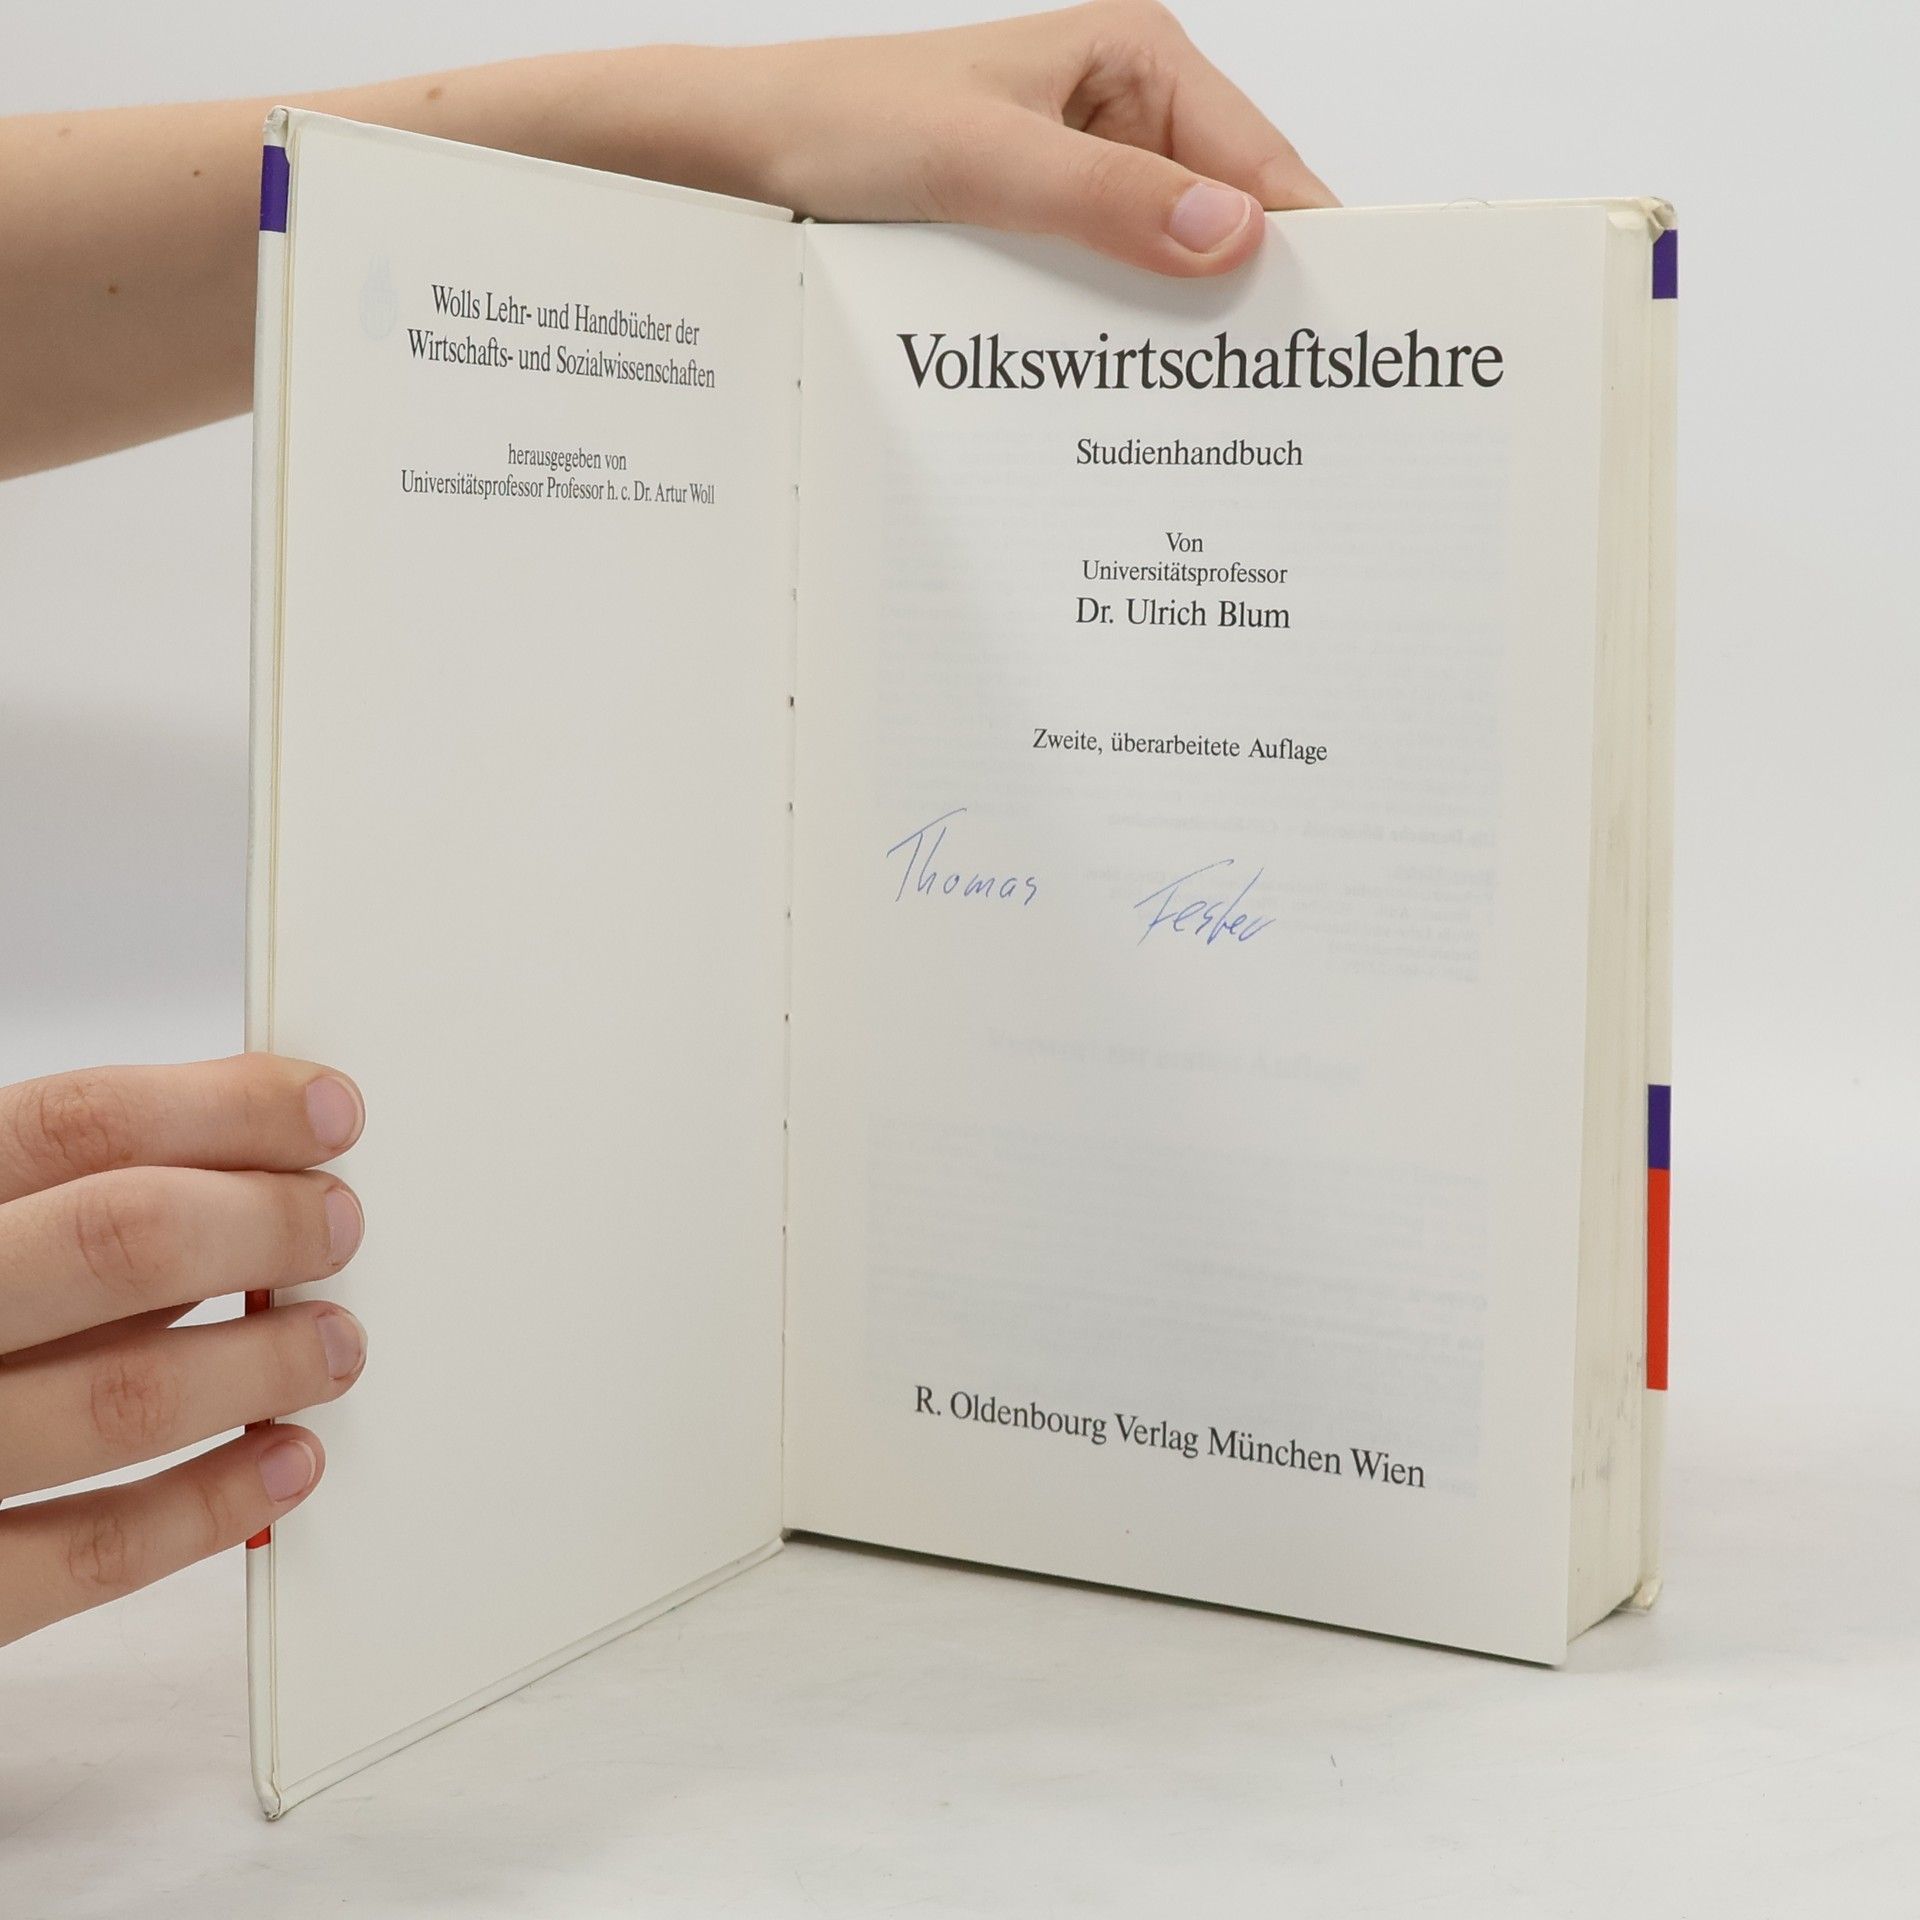 Wolls Lehr- und Handbücher der
Wirtschafts- und Sozialwissenschaften
herausgegeben von
Universitätsprofessor Professor h. c. Dr. Artur Woll
Volkswirtschaftslehre
Studienhandbuch
Von
Universitätsprofessor
Dr. Ulrich Blum
Zweite, überarbeitete Auflage
Thomas Fester
R. Oldenbourg Verlag München Wien